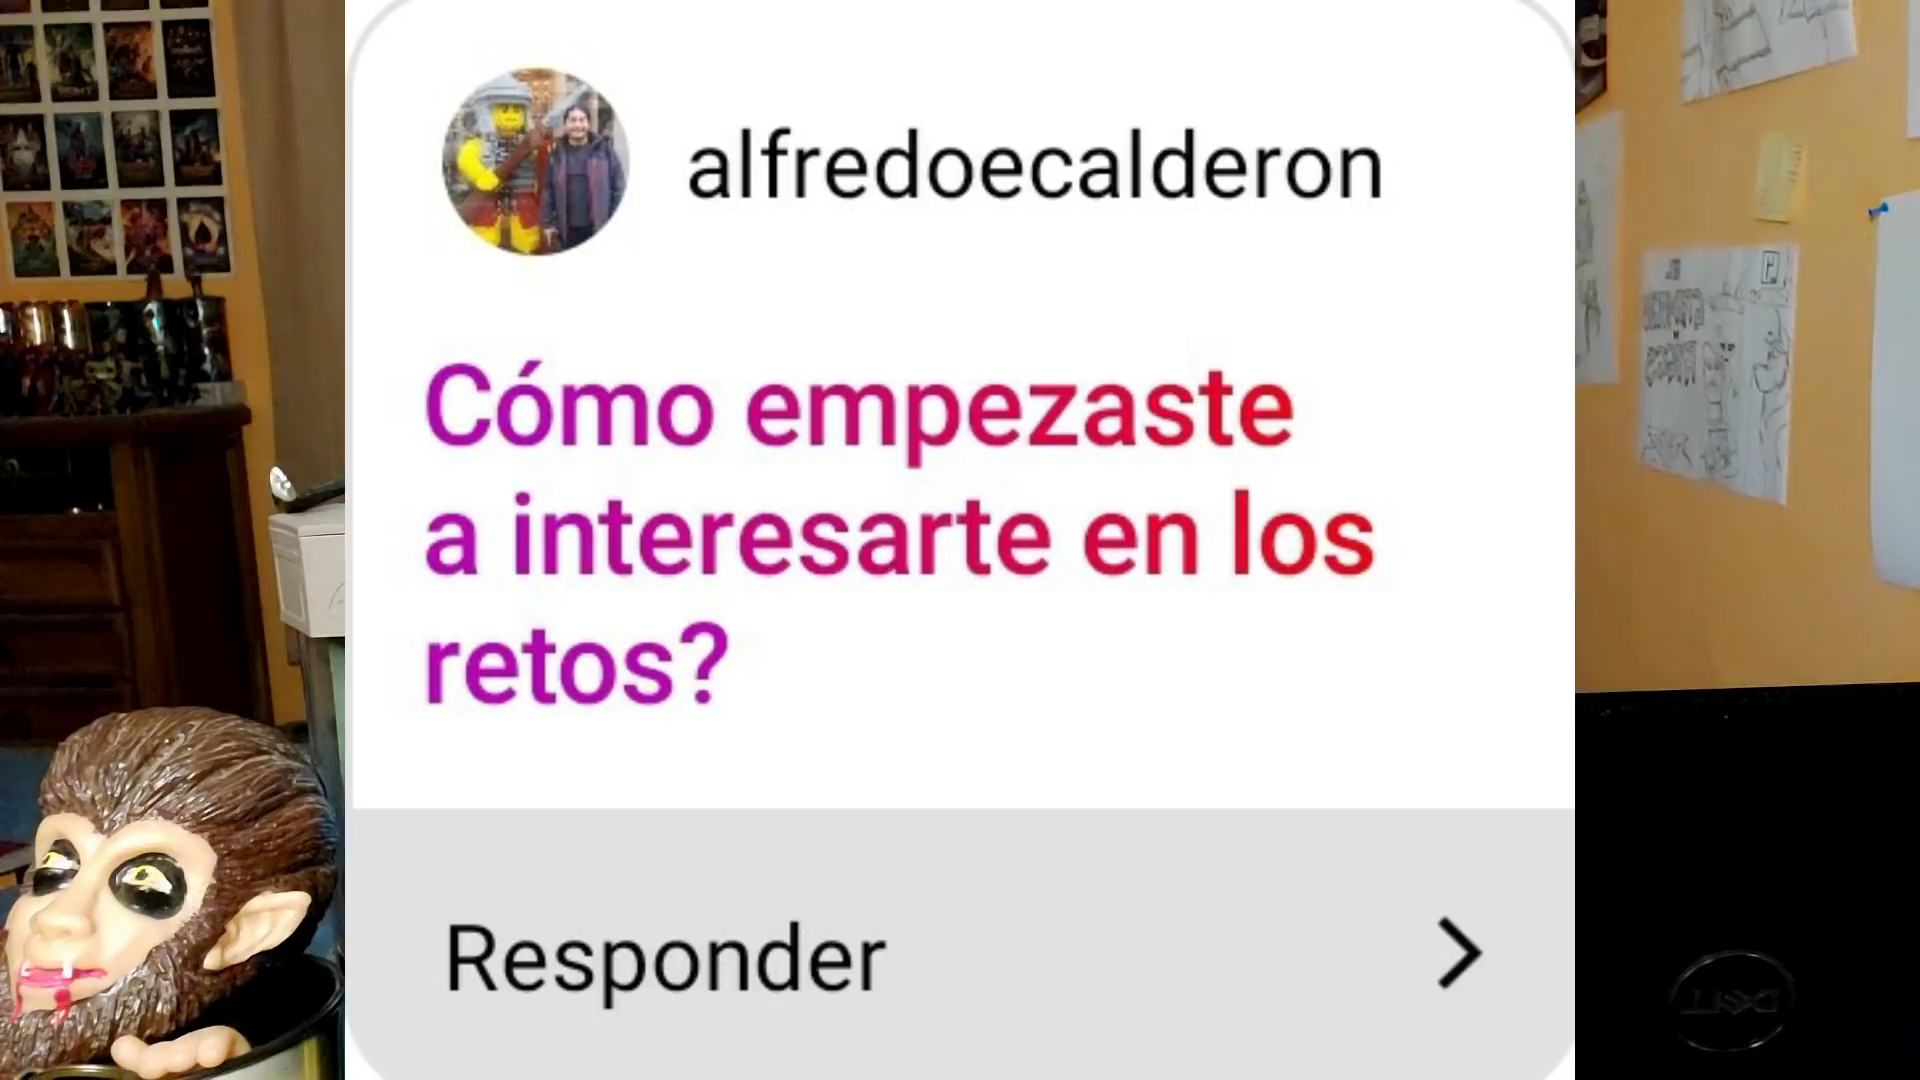 alfredoecalderon
Cómo empezaste
a interesarte en los
retos?
Responder